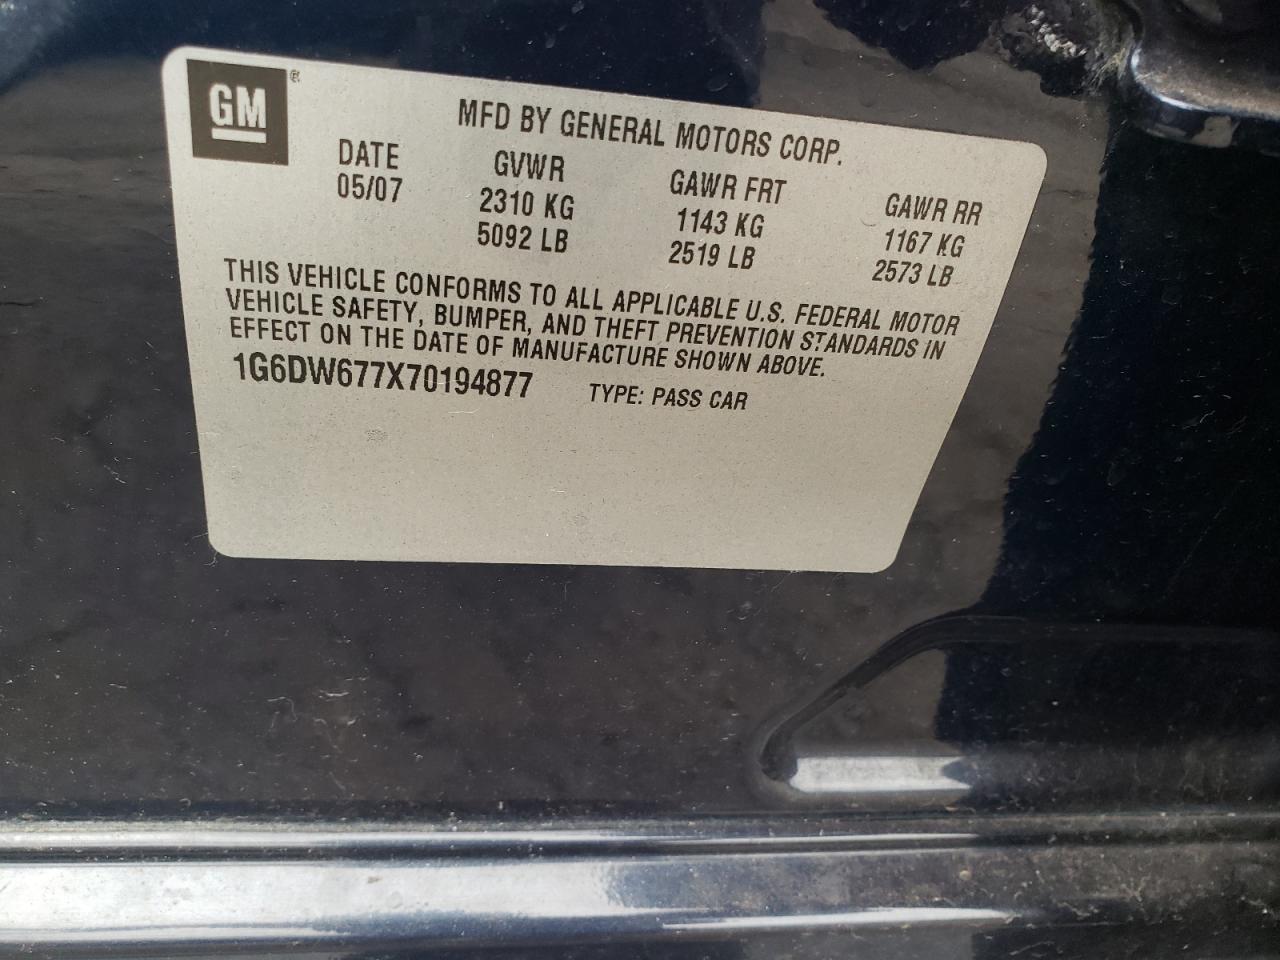 GM ®
MFD BY GENERAL MOTORS CORP.
DATE GVWR GAWR FRT GAWR RR
05/07 2310 KG 1143 KG 1167 KG
5092 LB 2519 LB 2573 LB
THIS VEHICLE CONFORMS TO ALL APPLICABLE U.S. FEDERAL MOTOR
VEHICLE SAFETY, BUMPER, AND THEFT PREVENTION STANDARDS IN
EFFECT ON THE DATE OF MANUFACTURE SHOWN ABOVE.
1G6DW677X70194877 TYPE: PASS CAR